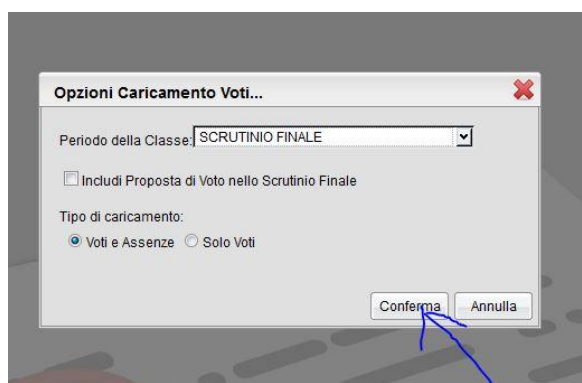 Opzioni Caricamento Voti...
Periodo della Classe: SCRUTINIO FINALE
Includi Proposta di Voto nello Scrutinio Finale
Tipo di caricamento:
Voti e Assenze Solo Voti
Conferma Annulla